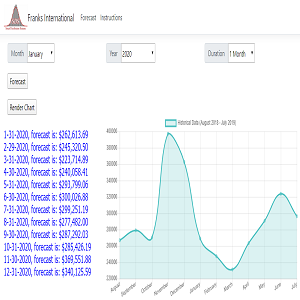 Franks International Forecast Instructions
Month January Year 2020 Duration 1 Month
Forecast
Render Chart
Historical Data (August 2018 - July 2019)
1-31-2020, forecast is: $262,613.69
2-29-2020, forecast is: $245,320.50
3-31-2020, forecast is: $223,714.89
4-30-2020, forecast is: $240,058.41
5-31-2020, forecast is: $293,799.06
6-30-2020, forecast is: $300,026.88
7-31-2020, forecast is: $299,251.19
8-31-2020, forecast is: $277,482.00
9-30-2020, forecast is: $287,292.03
10-31-2020, forecast is: $285,426.19
11-30-2020, forecast is: $369,551.88
12-31-2020, forecast is: $340,125.59
400000
380000
360000
340000
320000
300000
280000
260000
240000
220000
August September October November December January February March April May June July